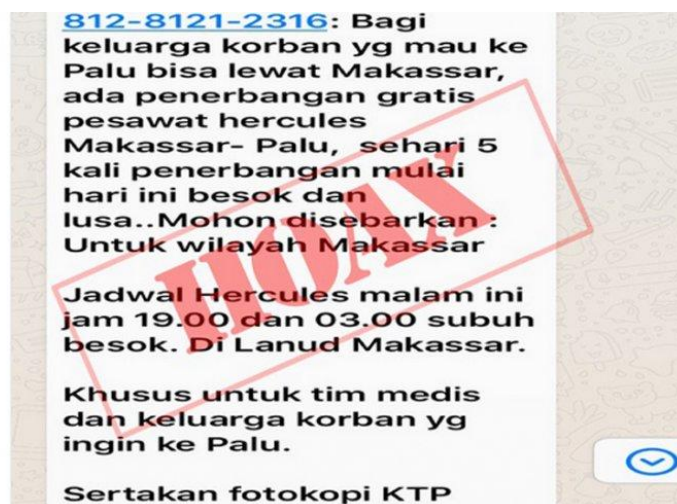 812-8121-2316: Bagi
keluarga korban yg mau ke
Palu bisa lewat Makassar,
ada penerbangan gratis
pesawat hercules
Makassar- Palu, sehari 5
kali penerbangan mulai
hari ini besok dan
lusa..Mohon disebarkan :
Untuk wilayah Makassar
HOAX
Jadwal Hercules malam ini
jam 19.00 dan 03.00 subuh
besok. Di Lanud Makassar.
Khusus untuk tim medis
dan keluarga korban yg
ingin ke Palu.
Sertakan fotokopi KTP